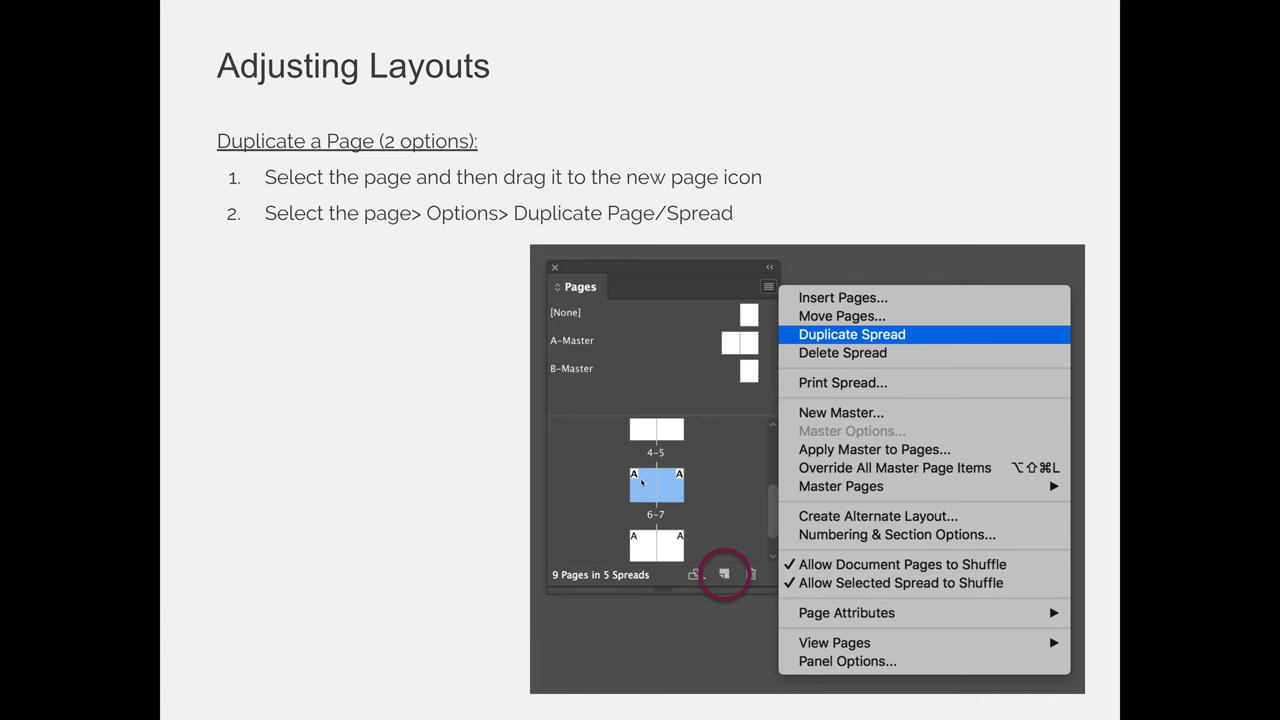 Adjusting Layouts
Duplicate a Page (2 options):
1. Select the page and then drag it to the new page icon
2. Select the page> Options> Duplicate Page/Spread
Pages
[None]
A-Master
B-Master
4-5
A A
6-7
A A
9 Pages in 5 Spreads
Insert Pages...
Move Pages...
Duplicate Spread
Delete Spread
Print Spread...
New Master...
Master Options...
Apply Master to Pages...
Override All Master Page Items ⌥⇧⌘L
Master Pages
Create Alternate Layout...
Numbering & Section Options...
✓ Allow Document Pages to Shuffle
✓ Allow Selected Spread to Shuffle
Page Attributes
View Pages
Panel Options...